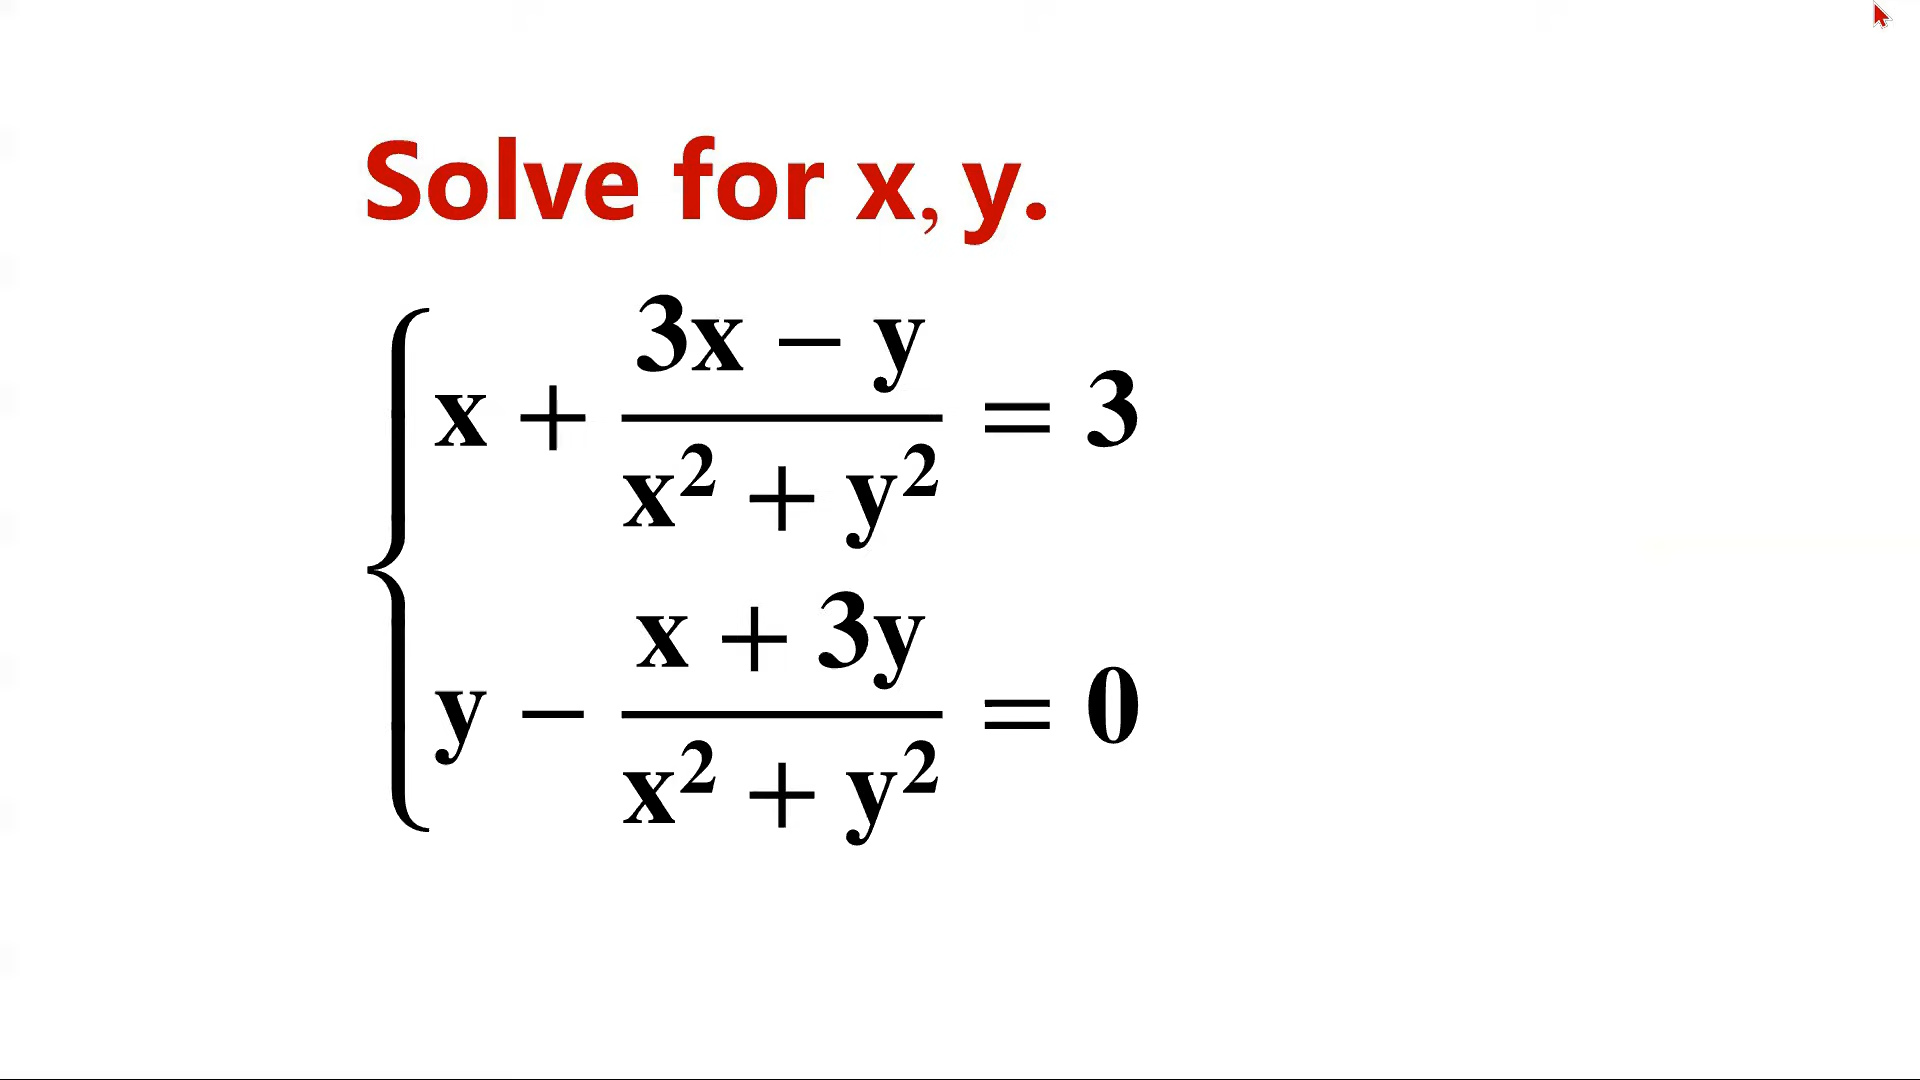 Solve for x, y.
x + (3x − y)/(x² + y²) = 3
y − (x + 3y)/(x² + y²) = 0